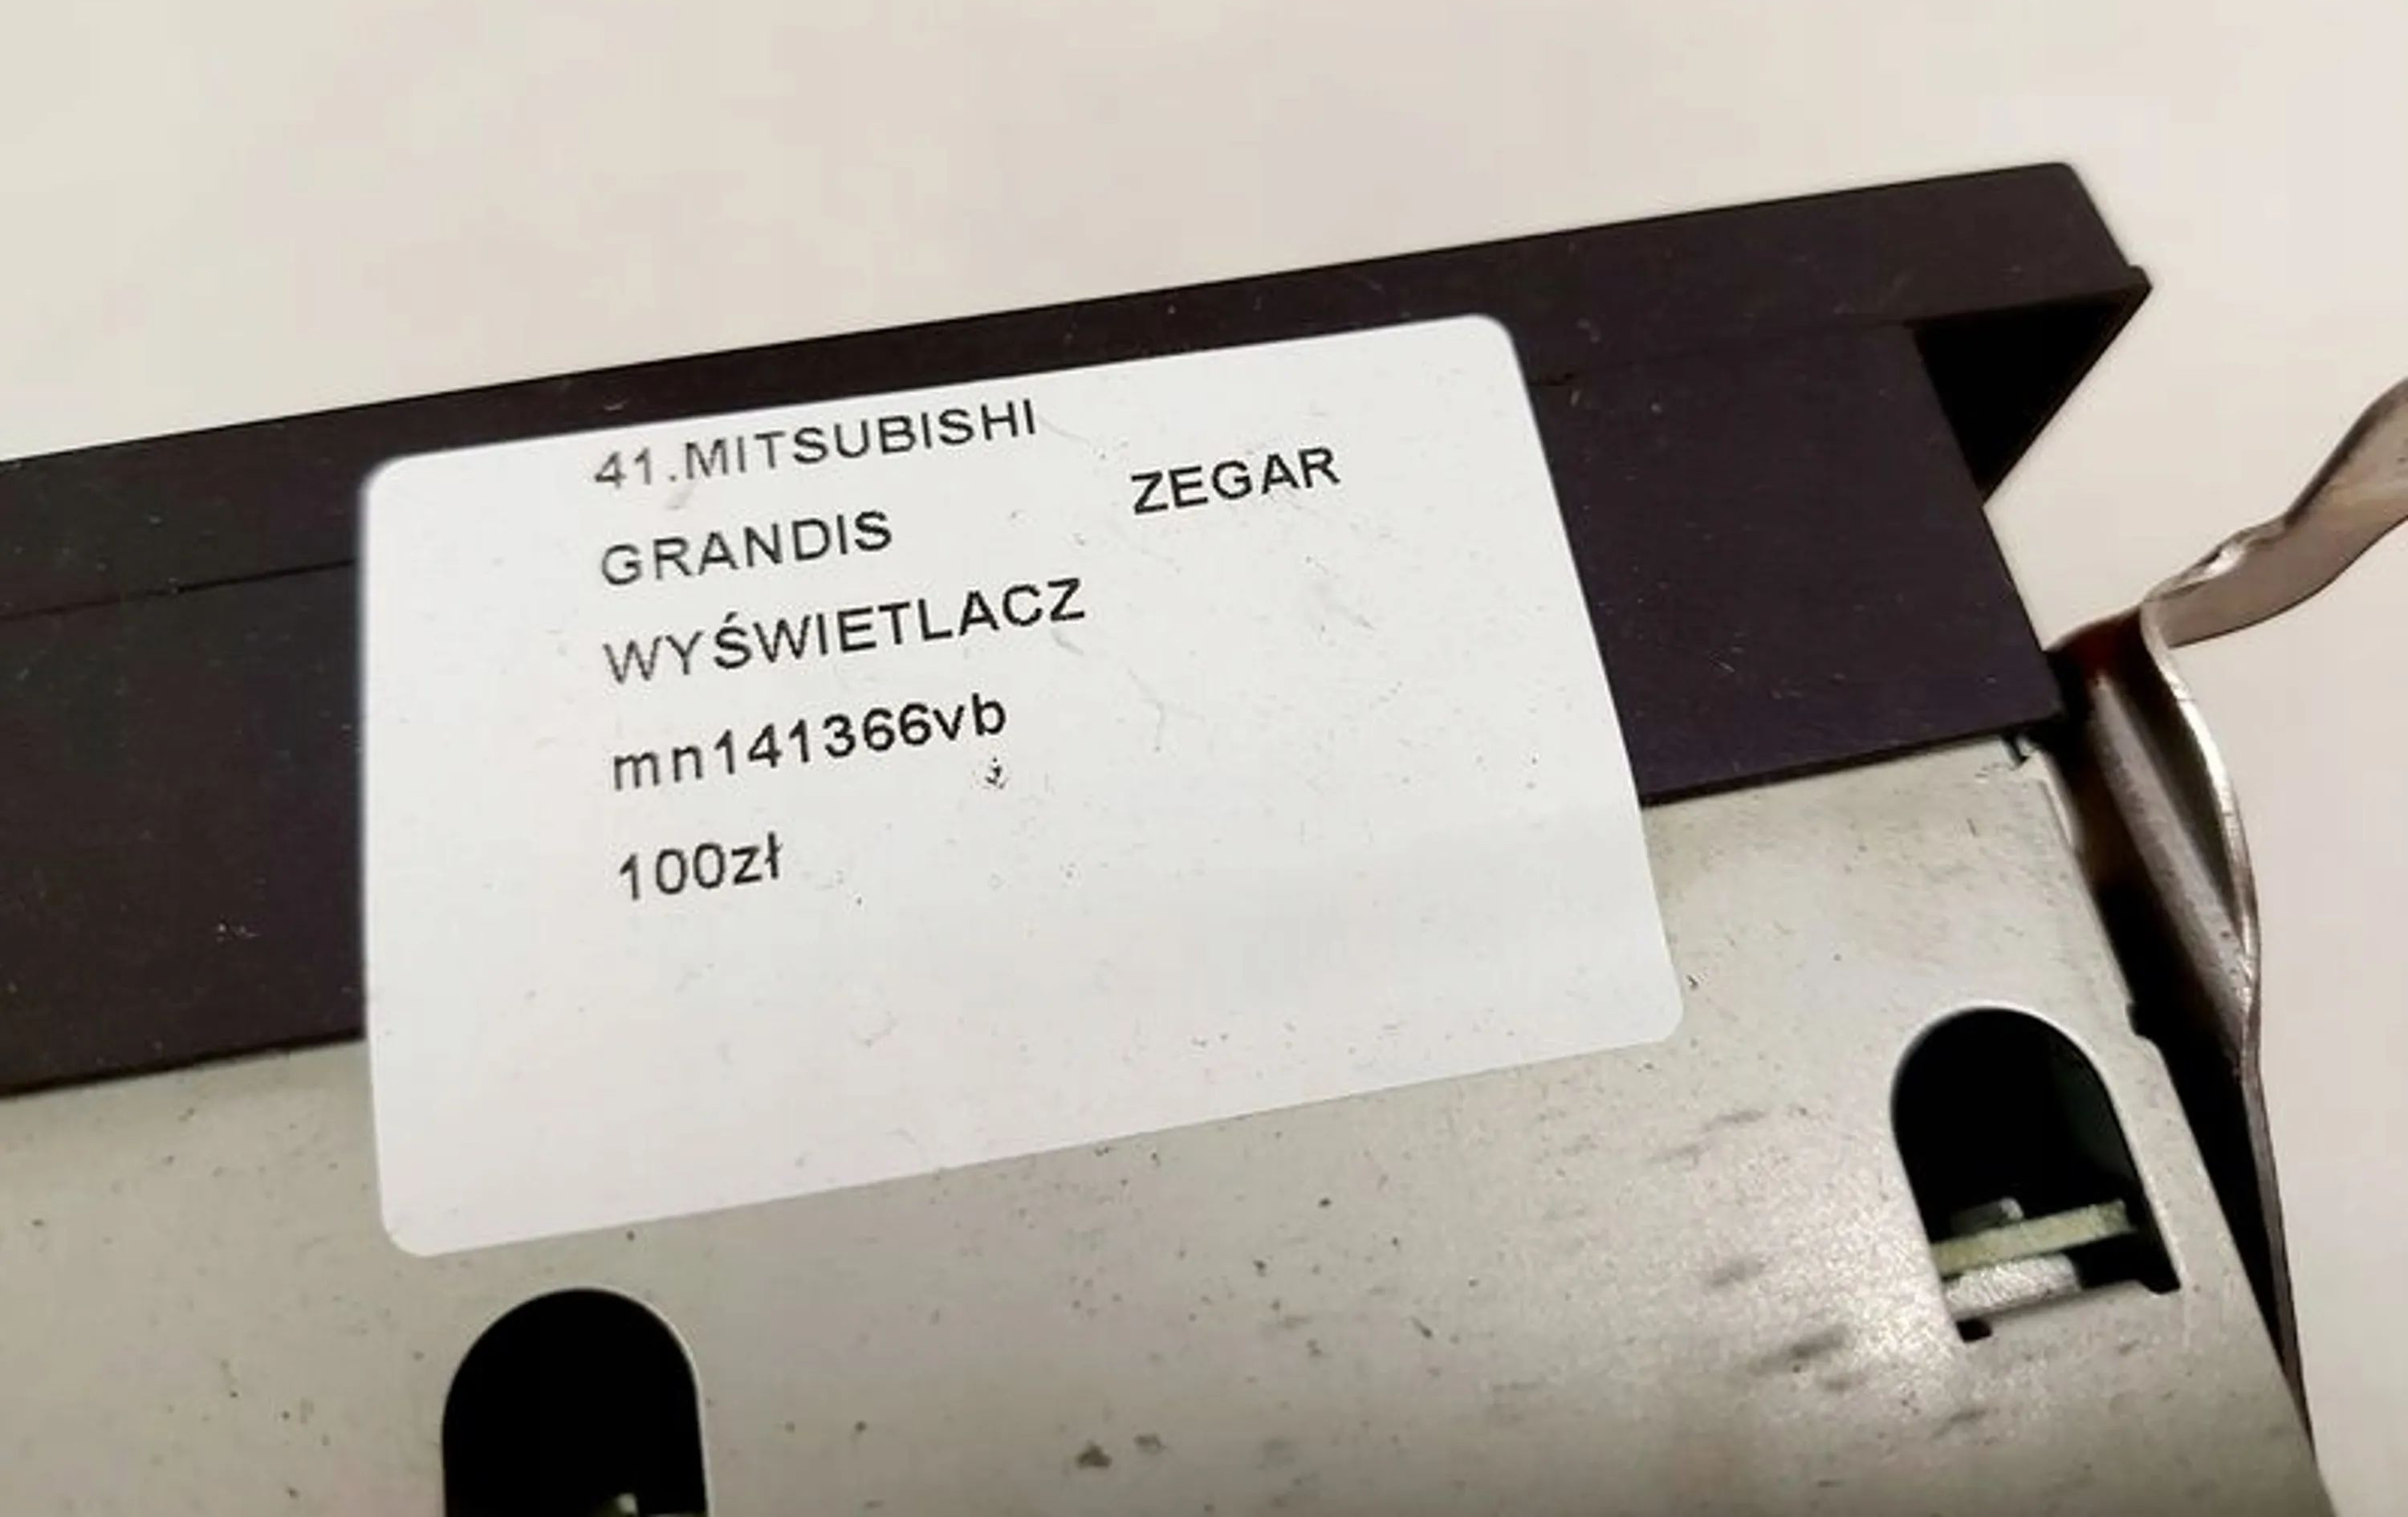 41.MITSUBISHI
GRANDIS ZEGAR
WYŚWIETLACZ
mn141366vb
100zł